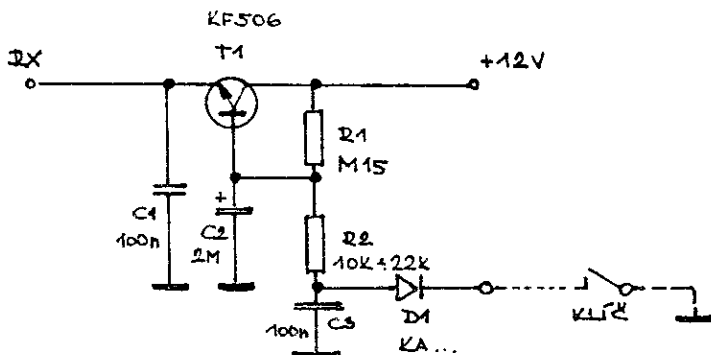 KF506
T1
RX
+12V
R1
M15
C1
100n
+
C2
2M
R2
10K÷22K
C3
100n
D1
KA...
KLÍČ